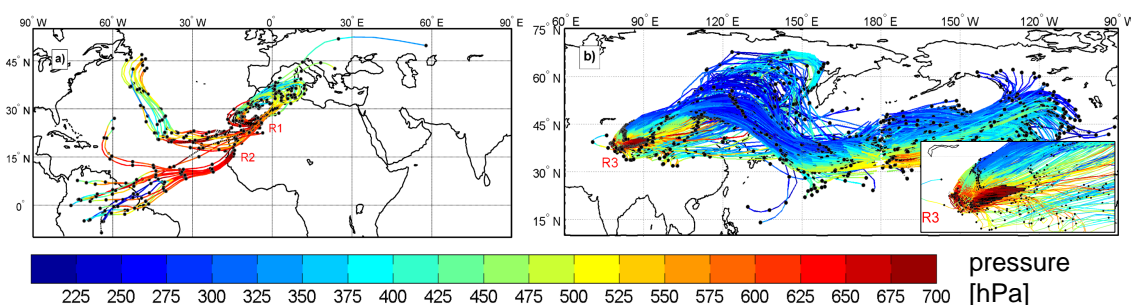 90° W 60° W 30° W 0° 30° E 60° E 90° E
60° E 90° E 120° E 150° E 180° W 150° W 120° W 90° W
a)
45° N
30° N
15° N
0°
R1
R2
75° N
b)
60° N
45° N
30° N
15° N
R3
R3
225 250 275 300 325 350 375 400 425 450 475 500 525 550 575 600 625 650 675 700
pressure
[hPa]